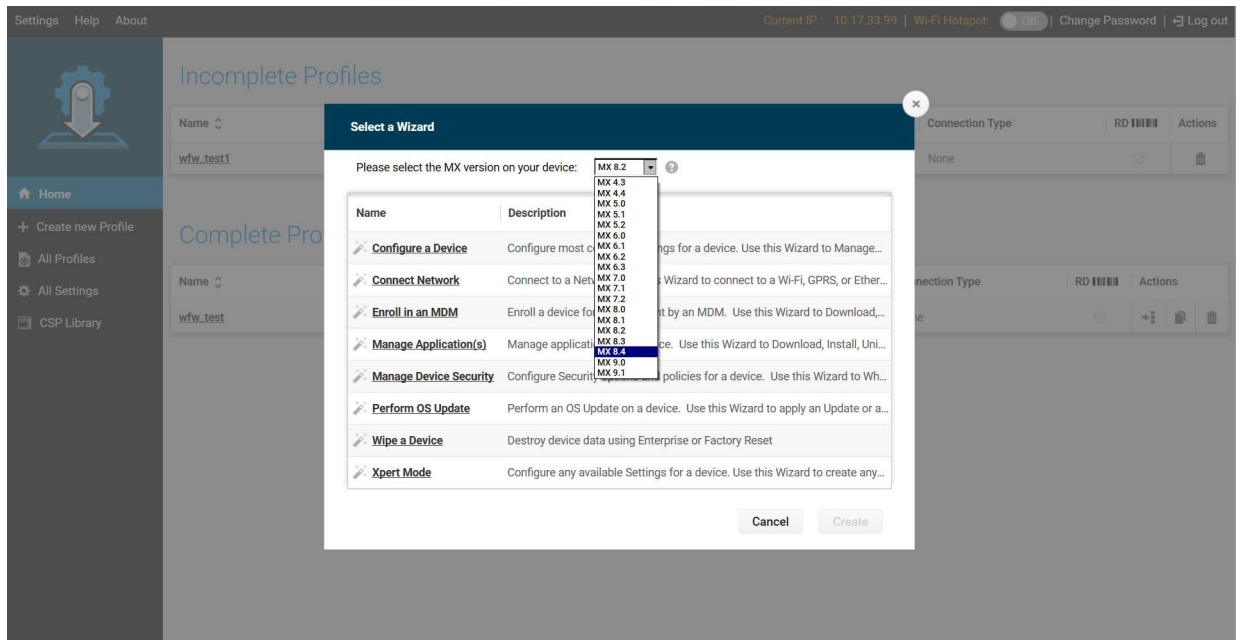 Settings Help About
Current IP : 10.17.33.99 | Wi-Fi Hotspot: Off | Change Password | Log out
Incomplete Profiles
Name Connection Type RD Actions
wfw_test1 None
Home
Create new Profile
All Profiles
All Settings
CSP Library
Complete Pro
Name nnection Type RD Actions
wfw_test ne
Select a Wizard
Please select the MX version on your device: MX 8.2
MX 4.3
MX 4.4
MX 5.0
MX 5.1
MX 5.2
MX 6.0
MX 6.1
MX 6.2
MX 6.3
MX 7.0
MX 7.1
MX 7.2
MX 8.0
MX 8.1
MX 8.2
MX 8.3
MX 8.4
MX 9.0
MX 9.1
Name Description
Configure a Device Configure most c ngs for a device. Use this Wizard to Manage...
Connect Network Connect to a Netw s Wizard to connect to a Wi-Fi, GPRS, or Ether...
Enroll in an MDM Enroll a device fo t by an MDM. Use this Wizard to Download,...
Manage Application(s) Manage applicati ce. Use this Wizard to Download, Install, Uni...
Manage Device Security Configure Security policies for a device. Use this Wizard to Wh...
Perform OS Update Perform an OS Update on a device. Use this Wizard to apply an Update or a...
Wipe a Device Destroy device data using Enterprise or Factory Reset
Xpert Mode Configure any available Settings for a device. Use this Wizard to create any...
Cancel Create